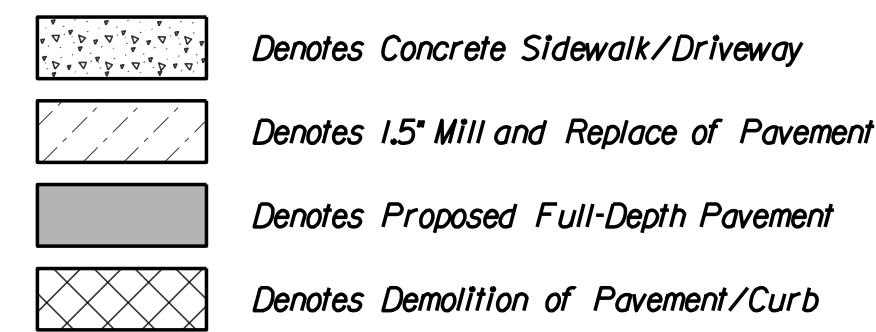 Denotes Concrete Sidewalk/Driveway
Denotes 1.5" Mill and Replace of Pavement
Denotes Proposed Full-Depth Pavement
Denotes Demolition of Pavement/Curb